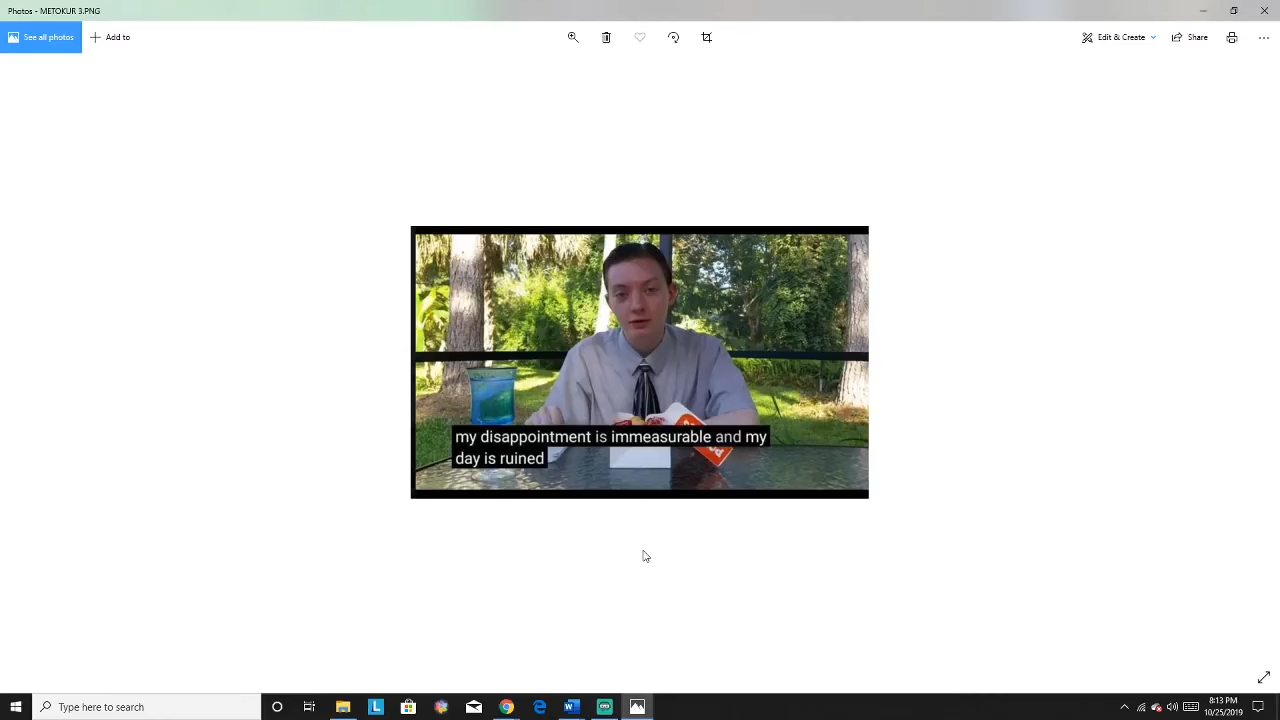 Photos - METOKUR 3.PNG
See all photos
Add to
Edit & Create
Share
my disappointment is immeasurable and my
day is ruined
Type here to search
L
8:13 PM
10/25/2019